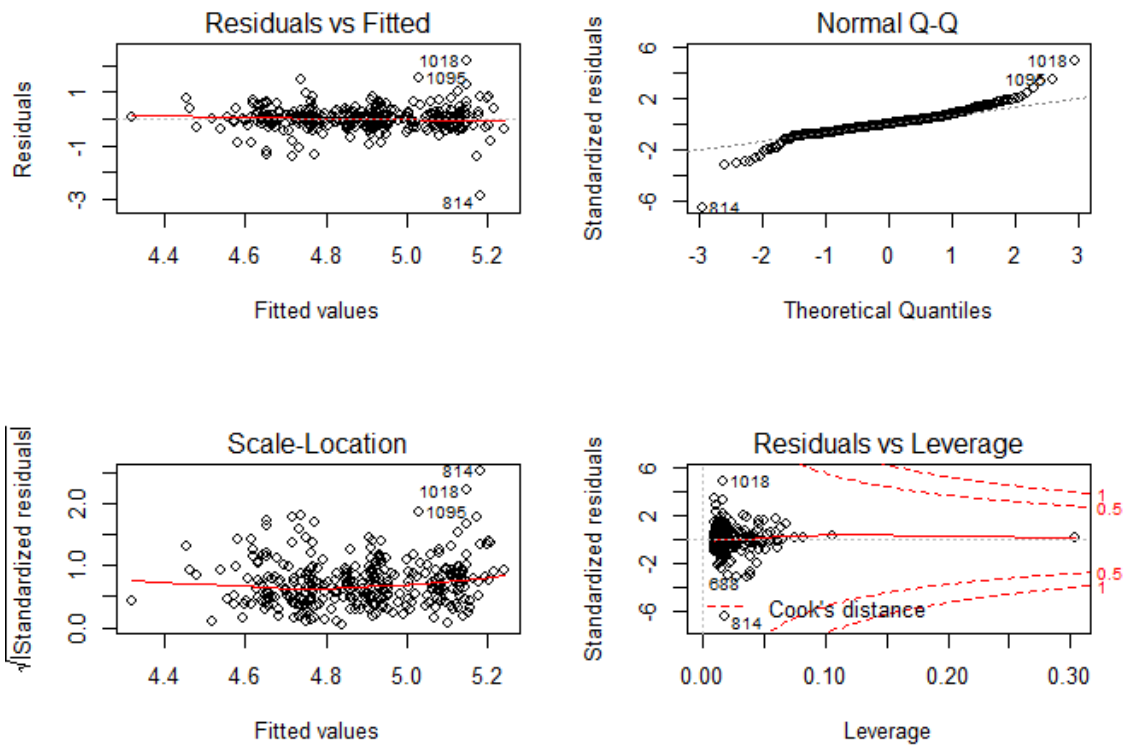 Residuals vs Fitted
Residuals
1
-1
-3
1018
1095
814
4.4 4.6 4.8 5.0 5.2
Fitted values
Normal Q-Q
Standardized residuals
6
2
-2
-6
1018
1095
814
-3 -2 -1 0 1 2 3
Theoretical Quantiles
Scale-Location
√|Standardized residuals|
2.0
1.0
0.0
814
1018
1095
4.4 4.6 4.8 5.0 5.2
Fitted values
Residuals vs Leverage
Standardized residuals
6
2
-2
-6
1018
1
0.5
0.5
1
688
Cook's distance
814
0.00 0.10 0.20 0.30
Leverage